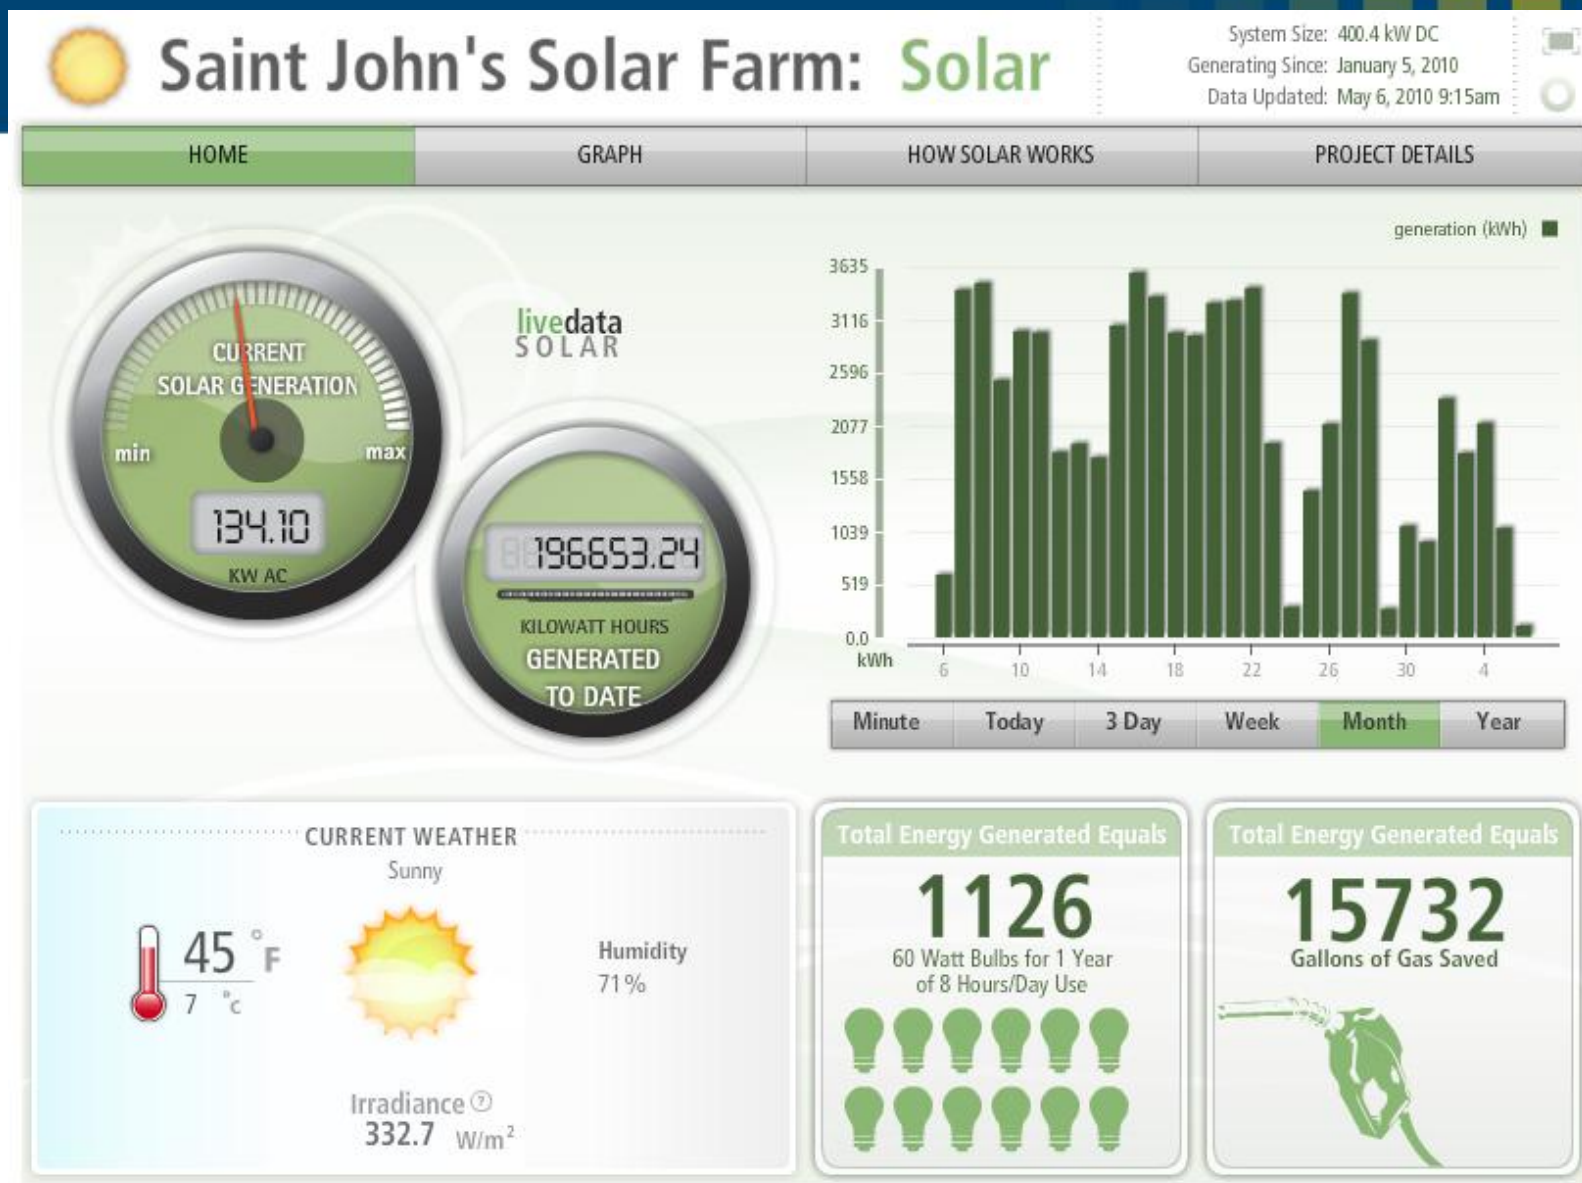 Saint John's Solar Farm: Solar
System Size: 400.4 kW DC
Generating Since: January 5, 2010
Data Updated: May 6, 2010 9:15am
HOME GRAPH HOW SOLAR WORKS PROJECT DETAILS
CURRENT
SOLAR GENERATION
min max
134.10
KW AC
livedata
SOLAR
196653.24
KILOWATT HOURS
GENERATED
TO DATE
generation (kWh)
3635
3116
2596
2077
1558
1039
519
0.0
kWh
6 10 14 18 22 26 30 4
Minute Today 3 Day Week Month Year
CURRENT WEATHER
Sunny
45 °F
7 °c
Humidity
71%
Irradiance ?
332.7 W/m²
Total Energy Generated Equals
1126
60 Watt Bulbs for 1 Year
of 8 Hours/Day Use
Total Energy Generated Equals
15732
Gallons of Gas Saved